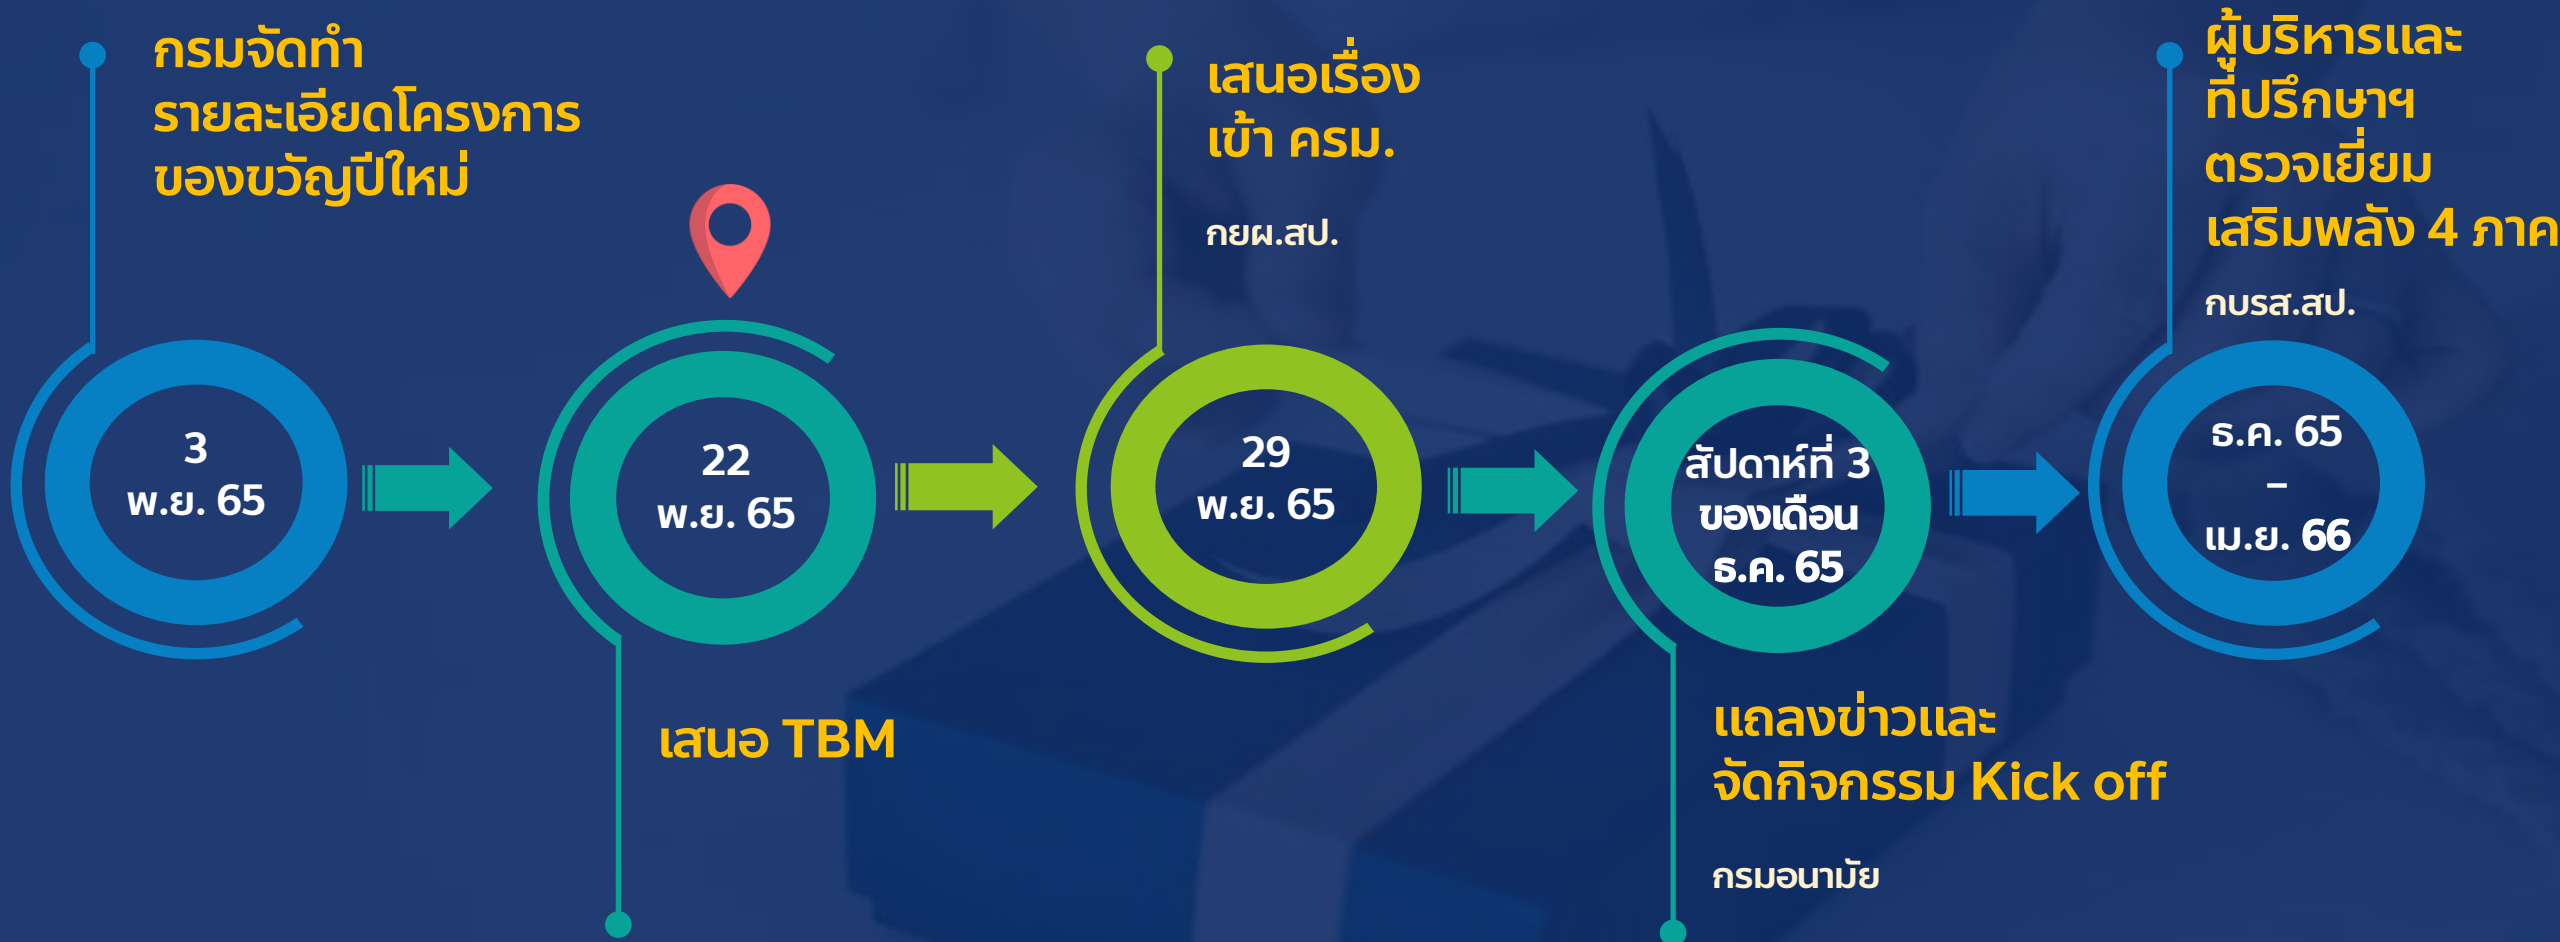 กรมจัดทำ
รายละเอียดโครงการ
ของขวัญปีใหม่
3
พ.ย. 65
22
พ.ย. 65
เสนอ TBM
เสนอเรื่อง
เข้า ครม.
กยผ.สป.
29
พ.ย. 65
สัปดาห์ที่ 3
ของเดือน
ธ.ค. 65
แถลงข่าวและ
จัดกิจกรรม Kick off
กรมอนามัย
ผู้บริหารและ
ที่ปรึกษาฯ
ตรวจเยี่ยม
เสริมพลัง 4 ภาค
กบรส.สป.
ธ.ค. 65
–
เม.ย. 66